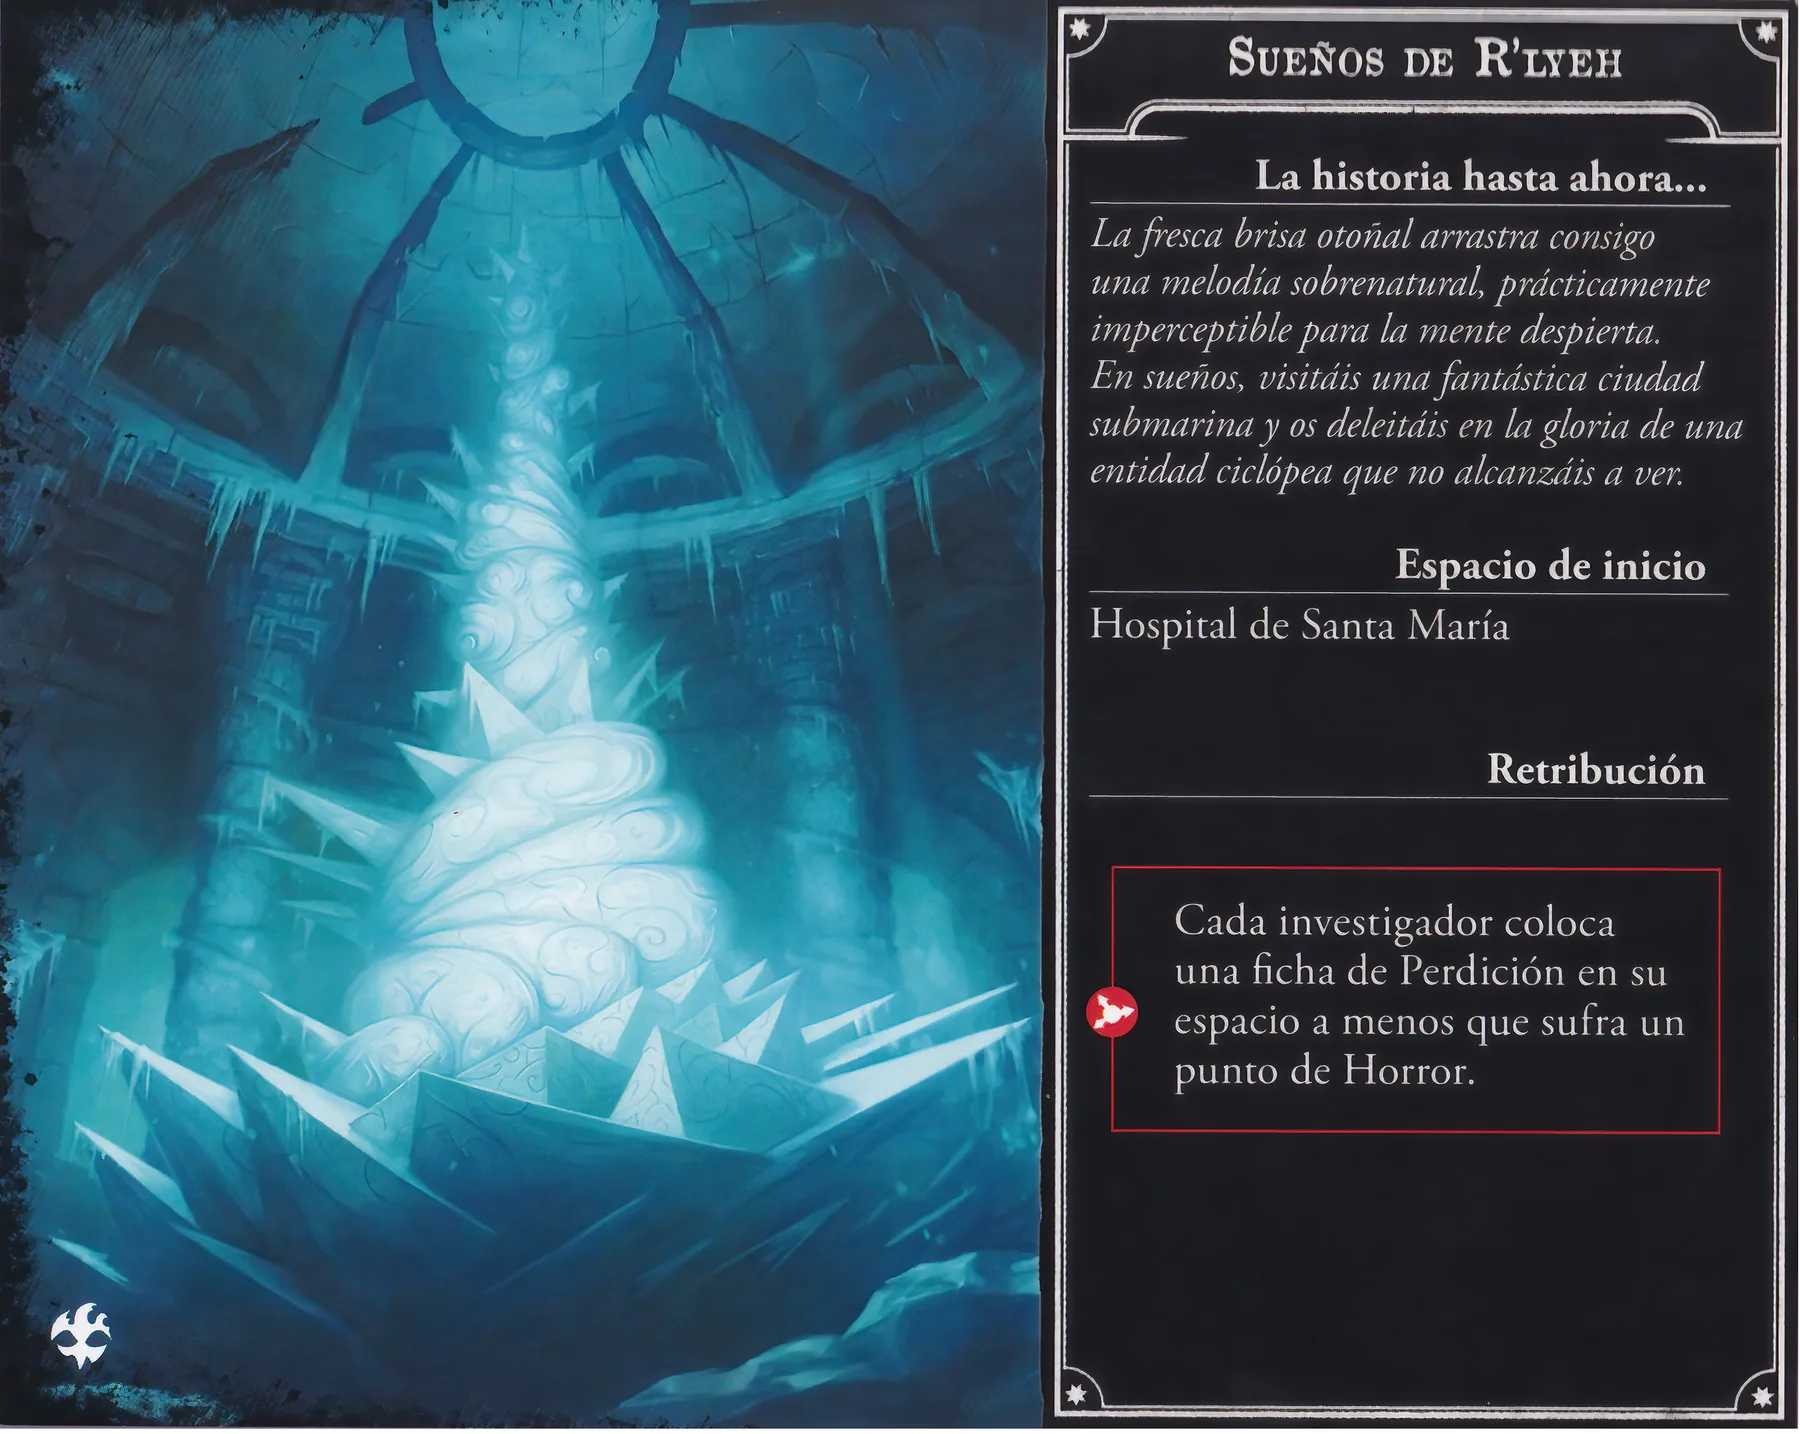 Sueños de R'lyeh
La historia hasta ahora...
La fresca brisa otoñal arrastra consigo
una melodía sobrenatural, prácticamente
imperceptible para la mente despierta.
En sueños, visitáis una fantástica ciudad
submarina y os deleitáis en la gloria de una
entidad ciclópea que no alcanzáis a ver.
Espacio de inicio
Hospital de Santa María
Retribución
Cada investigador coloca
una ficha de Perdición en su
espacio a menos que sufra un
punto de Horror.